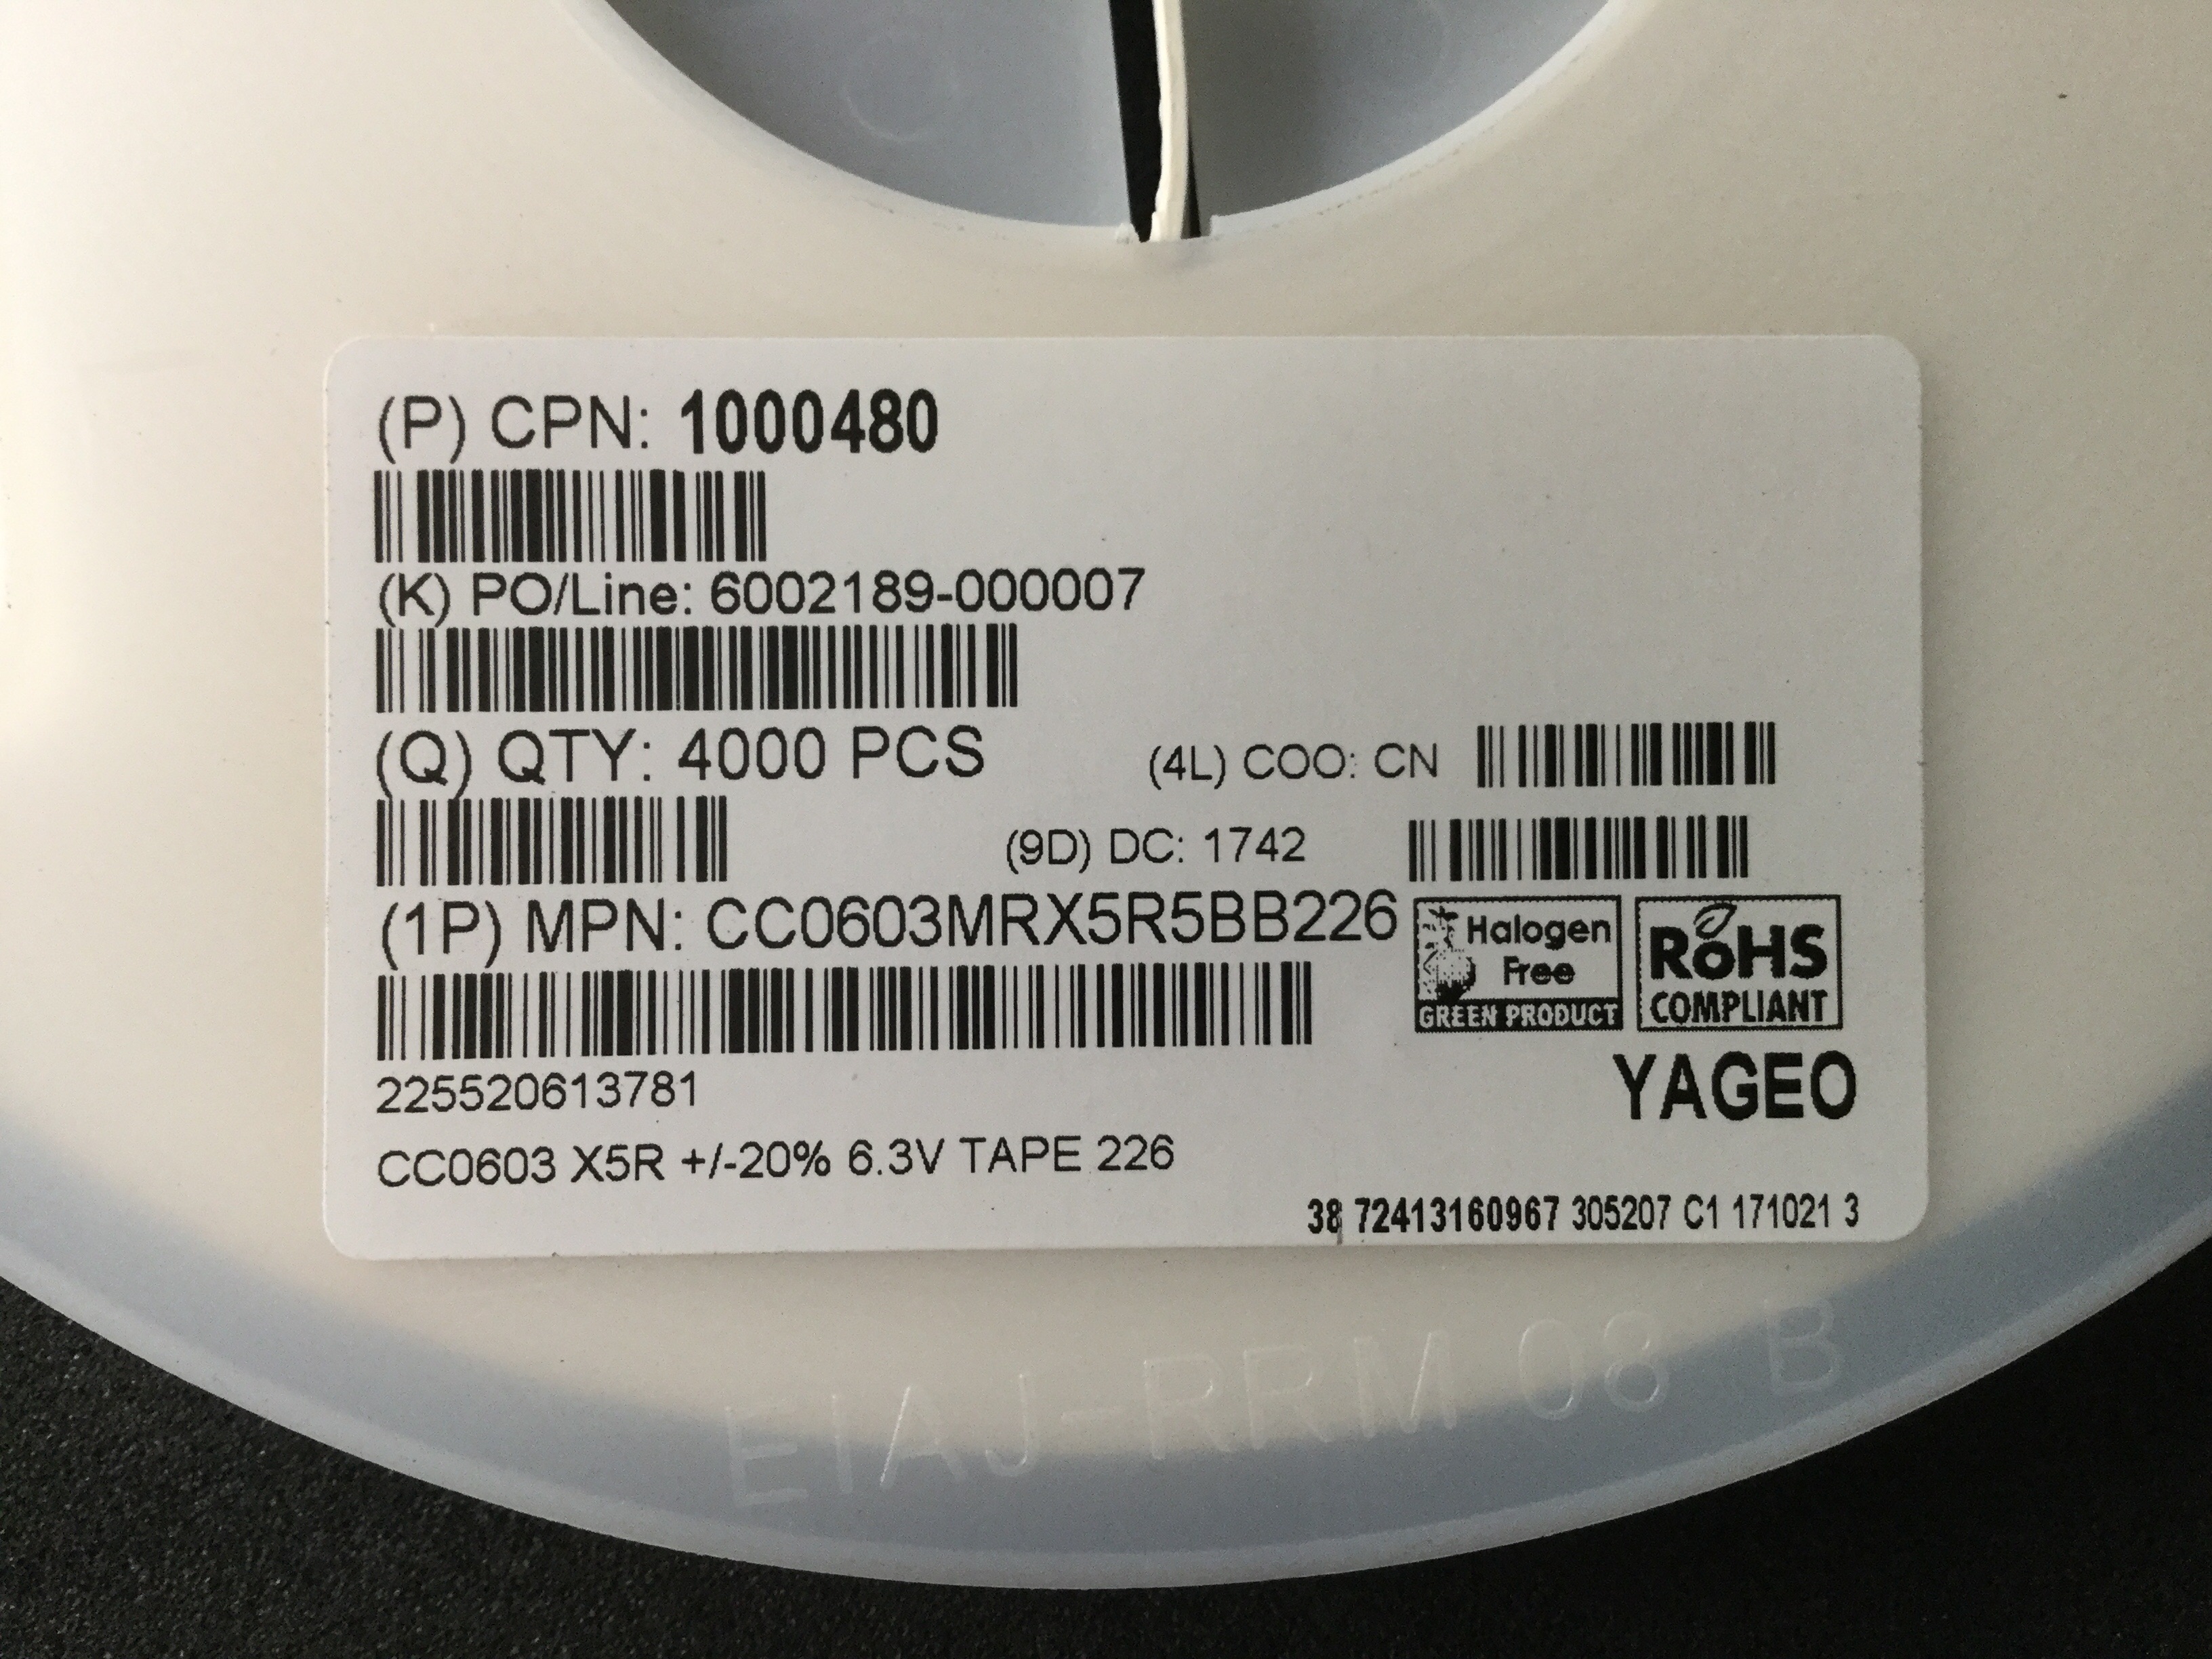 (P) CPN: 1000480
(K) PO/Line: 6002189-000007
(Q) QTY: 4000 PCS
(4L) COO: CN
(9D) DC: 1742
(1P) MPN: CC0603MRX5R5BB226
Halogen
Free
GREEN PRODUCT
RoHS
COMPLIANT
225520613781
YAGEO
CC0603 X5R +/-20% 6.3V TAPE 226
38 72413160967 305207 C1 171021 3
EIAJ-RRM 08 B